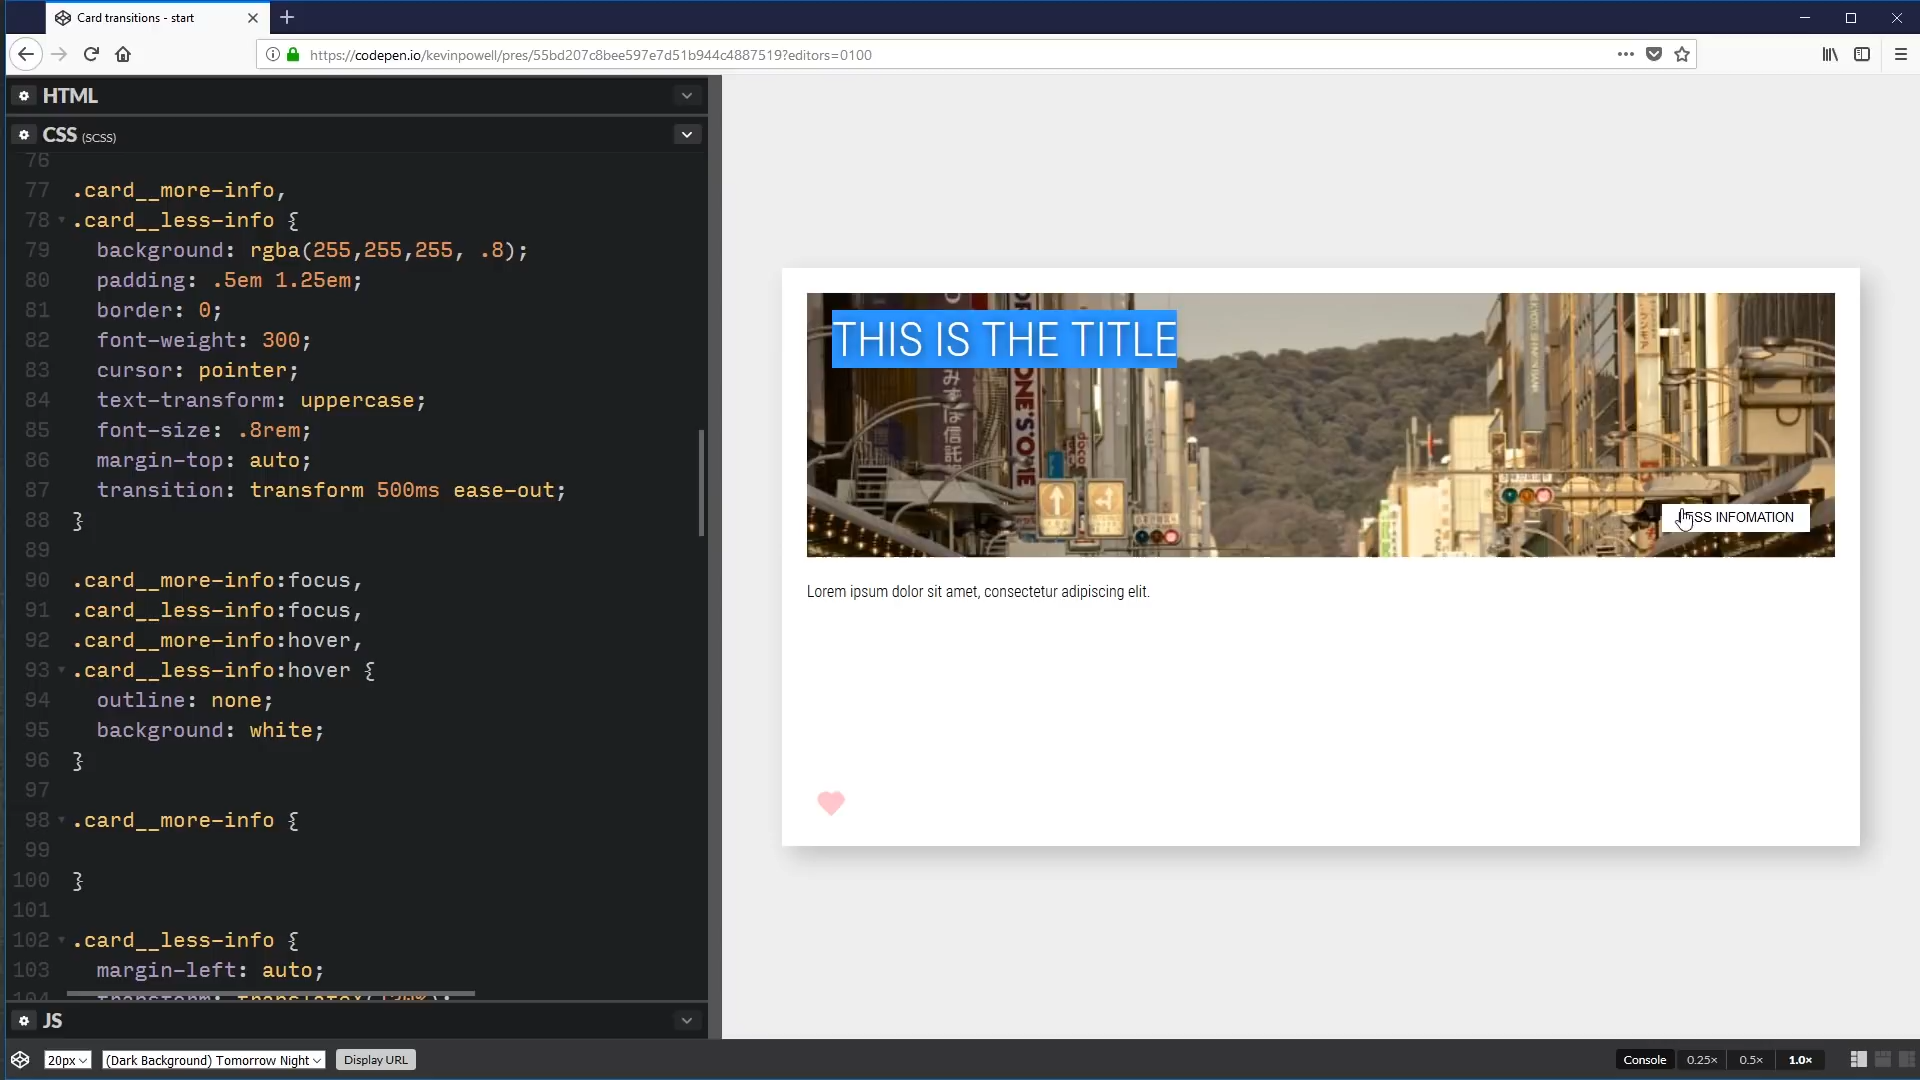 Card transitions - start
https://codepen.io/kevinpowell/pres/55bd207c8bee597e7d51b944c4887519?editors=0100
HTML
CSS (SCSS)
76
77 .card__more-info,
78 .card__less-info {
79 background: rgba(255,255,255, .8);
80 padding: .5em 1.25em;
81 border: 0;
82 font-weight: 300;
83 cursor: pointer;
84 text-transform: uppercase;
85 font-size: .8rem;
86 margin-top: auto;
87 transition: transform 500ms ease-out;
88 }
89
90 .card__more-info:focus,
91 .card__less-info:focus,
92 .card__more-info:hover,
93 .card__less-info:hover {
94 outline: none;
95 background: white;
96 }
97
98 .card__more-info {
99
100 }
101
102 .card__less-info {
103 margin-left: auto;
104 transform: translateX(130%);
JS
20px
(Dark Background) Tomorrow Night
Display URL
THIS IS THE TITLE
SS INFOMATION
Lorem ipsum dolor sit amet, consectetur adipiscing elit.
Console
0.25×
0.5×
1.0×